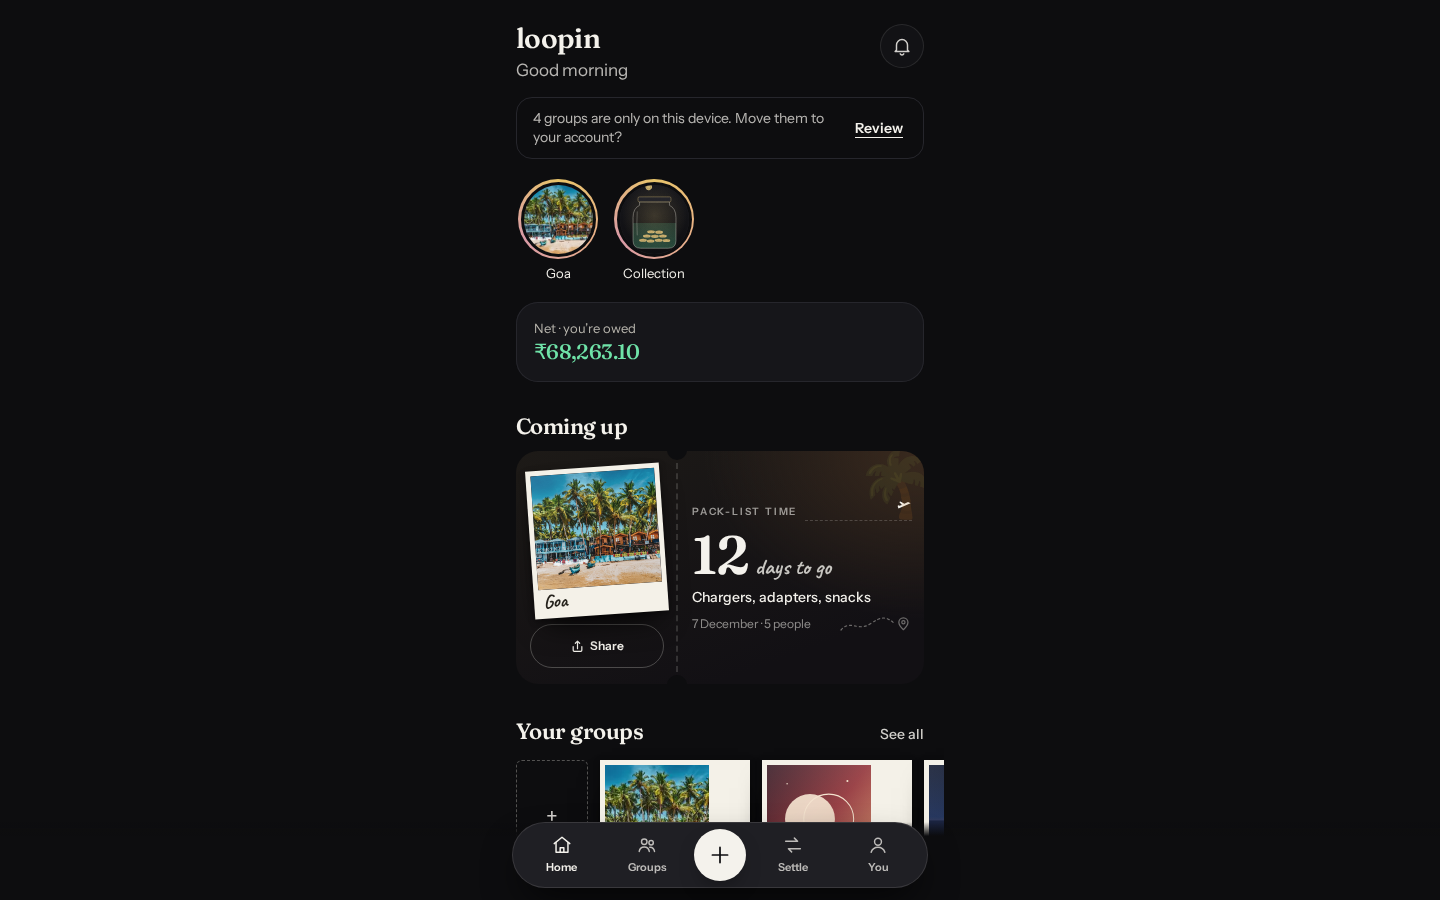 loopin
Good morning
4 groups are only on this device. Move them to
your account?
Review
Goa
Collection
Net · you're owed
₹68,263.10
Coming up
Goa
Share
PACK-LIST TIME
12 days to go
Chargers, adapters, snacks
7 December · 5 people
Your groups
See all
+
Home
Groups
Settle
You